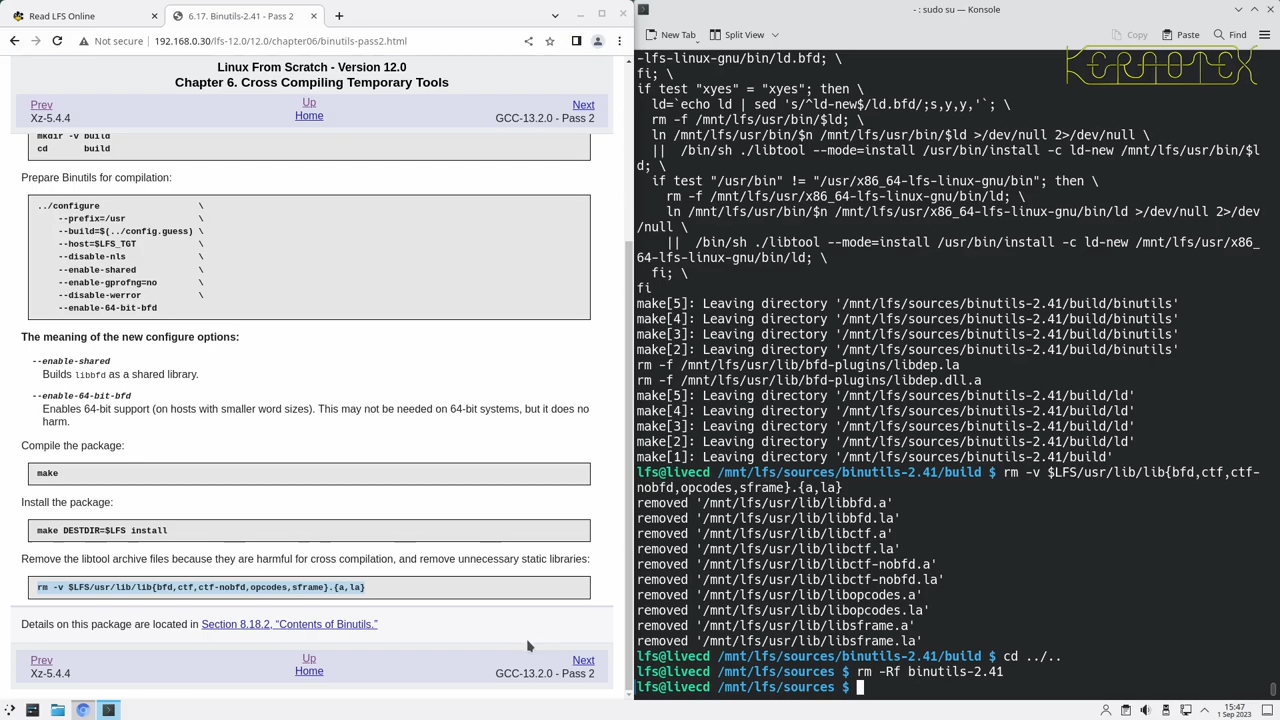 Read LFS Online
6.17. Binutils-2.41 - Pass 2
Not secure
192.168.0.30/lfs-12.0/12.0/chapter06/binutils-pass2.html
Linux From Scratch - Version 12.0
Chapter 6. Cross Compiling Temporary Tools
Prev
Up
Next
Xz-5.4.4
Home
GCC-13.2.0 - Pass 2
mkdir -v build
cd       build
Prepare Binutils for compilation:
../configure                   \
    --prefix=/usr              \
    --build=$(../config.guess) \
    --host=$LFS_TGT            \
    --disable-nls              \
    --enable-shared            \
    --enable-gprofng=no        \
    --disable-werror           \
    --enable-64-bit-bfd
The meaning of the new configure options:
--enable-shared
Builds libbfd as a shared library.
--enable-64-bit-bfd
Enables 64-bit support (on hosts with smaller word sizes). This may not be needed on 64-bit systems, but it does no
harm.
Compile the package:
make
Install the package:
make DESTDIR=$LFS install
Remove the libtool archive files because they are harmful for cross compilation, and remove unnecessary static libraries:
rm -v $LFS/usr/lib/lib{bfd,ctf,ctf-nobfd,opcodes,sframe}.{a,la}
Details on this package are located in Section 8.18.2, “Contents of Binutils.”
Prev
Up
Next
Xz-5.4.4
Home
GCC-13.2.0 - Pass 2
- : sudo su — Konsole
New Tab
Split View
Copy
Paste
Find
KERNOTEX
-lfs-linux-gnu/bin/ld.bfd; \
fi; \
if test "xyes" = "xyes"; then \
  ld=`echo ld | sed 's/^ld-new$/ld.bfd/;s,y,y,'`; \
  rm -f /mnt/lfs/usr/bin/$ld; \
  ln /mnt/lfs/usr/bin/$n /mnt/lfs/usr/bin/$ld >/dev/null 2>/dev/null \
  ||  /bin/sh ./libtool --mode=install /usr/bin/install -c ld-new /mnt/lfs/usr/bin/$l
d; \
  if test "/usr/bin" != "/usr/x86_64-lfs-linux-gnu/bin"; then \
    rm -f /mnt/lfs/usr/x86_64-lfs-linux-gnu/bin/ld; \
    ln /mnt/lfs/usr/bin/$n /mnt/lfs/usr/x86_64-lfs-linux-gnu/bin/ld >/dev/null 2>/dev
/null \
    ||  /bin/sh ./libtool --mode=install /usr/bin/install -c ld-new /mnt/lfs/usr/x86_
64-lfs-linux-gnu/bin/ld; \
  fi; \
fi
make[5]: Leaving directory '/mnt/lfs/sources/binutils-2.41/build/binutils'
make[4]: Leaving directory '/mnt/lfs/sources/binutils-2.41/build/binutils'
make[3]: Leaving directory '/mnt/lfs/sources/binutils-2.41/build/binutils'
make[2]: Leaving directory '/mnt/lfs/sources/binutils-2.41/build/binutils'
rm -f /mnt/lfs/usr/lib/bfd-plugins/libdep.la
rm -f /mnt/lfs/usr/lib/bfd-plugins/libdep.dll.a
make[5]: Leaving directory '/mnt/lfs/sources/binutils-2.41/build/ld'
make[4]: Leaving directory '/mnt/lfs/sources/binutils-2.41/build/ld'
make[3]: Leaving directory '/mnt/lfs/sources/binutils-2.41/build/ld'
make[2]: Leaving directory '/mnt/lfs/sources/binutils-2.41/build/ld'
make[1]: Leaving directory '/mnt/lfs/sources/binutils-2.41/build'
lfs@livecd /mnt/lfs/sources/binutils-2.41/build $ rm -v $LFS/usr/lib/lib{bfd,ctf,ctf-
nobfd,opcodes,sframe}.{a,la}
removed '/mnt/lfs/usr/lib/libbfd.a'
removed '/mnt/lfs/usr/lib/libbfd.la'
removed '/mnt/lfs/usr/lib/libctf.a'
removed '/mnt/lfs/usr/lib/libctf.la'
removed '/mnt/lfs/usr/lib/libctf-nobfd.a'
removed '/mnt/lfs/usr/lib/libctf-nobfd.la'
removed '/mnt/lfs/usr/lib/libopcodes.a'
removed '/mnt/lfs/usr/lib/libopcodes.la'
removed '/mnt/lfs/usr/lib/libsframe.a'
removed '/mnt/lfs/usr/lib/libsframe.la'
lfs@livecd /mnt/lfs/sources/binutils-2.41/build $ cd ../..
lfs@livecd /mnt/lfs/sources $ rm -Rf binutils-2.41
lfs@livecd /mnt/lfs/sources $
15:47
1 Sep 2023